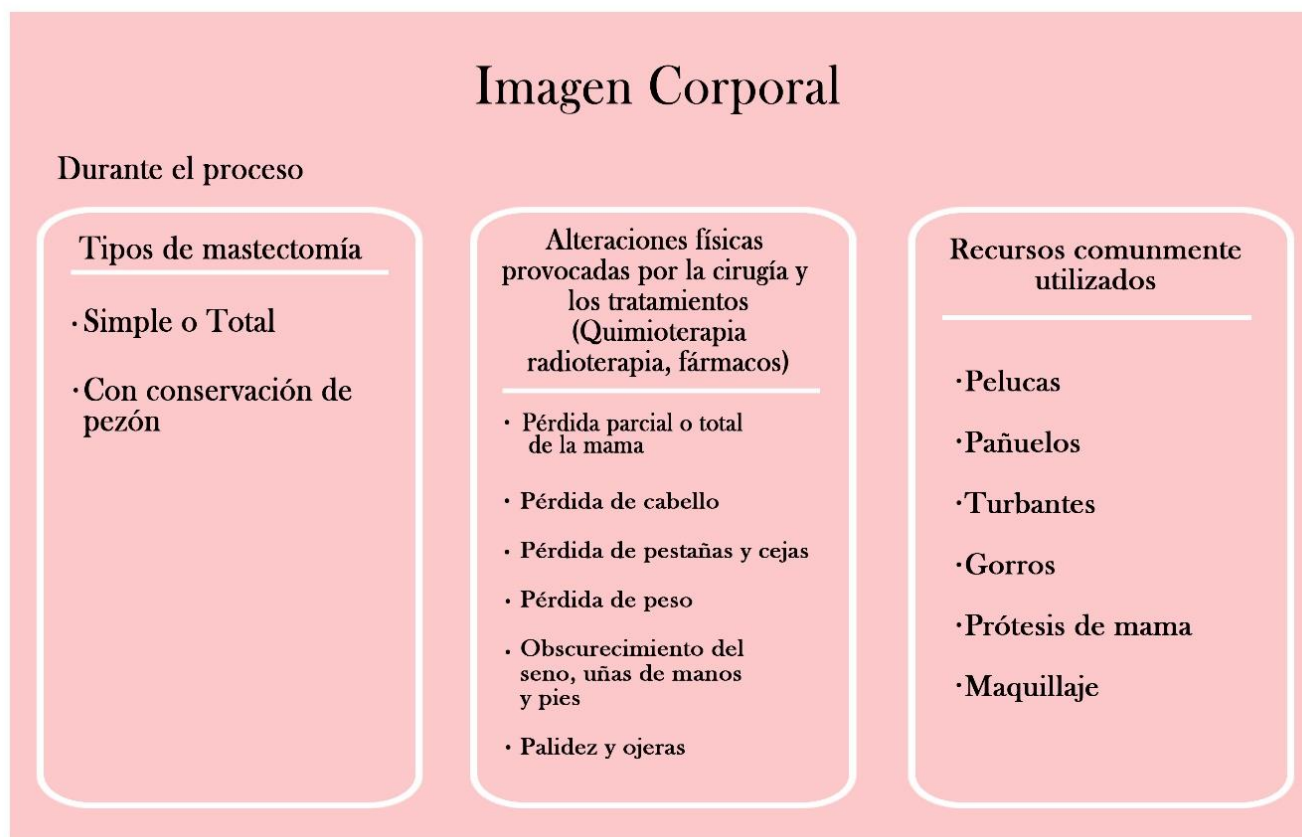 Imagen Corporal
Durante el proceso
Tipos de mastectomía
· Simple o Total
· Con conservación de
pezón
Alteraciones físicas
provocadas por la cirugía y
los tratamientos
(Quimioterapia
radioterapia, fármacos)
· Pérdida parcial o total
de la mama
· Pérdida de cabello
· Pérdida de pestañas y cejas
· Pérdida de peso
· Obscurecimiento del
seno, uñas de manos
y pies
· Palidez y ojeras
Recursos comunmente
utilizados
· Pelucas
· Pañuelos
· Turbantes
· Gorros
· Prótesis de mama
· Maquillaje